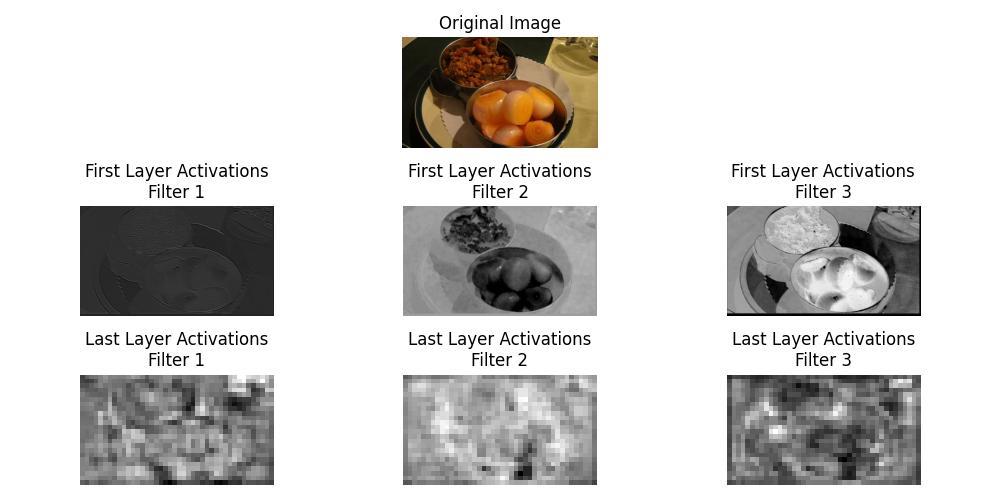 Original Image
First Layer Activations
Filter 1
First Layer Activations
Filter 2
First Layer Activations
Filter 3
Last Layer Activations
Filter 1
Last Layer Activations
Filter 2
Last Layer Activations
Filter 3